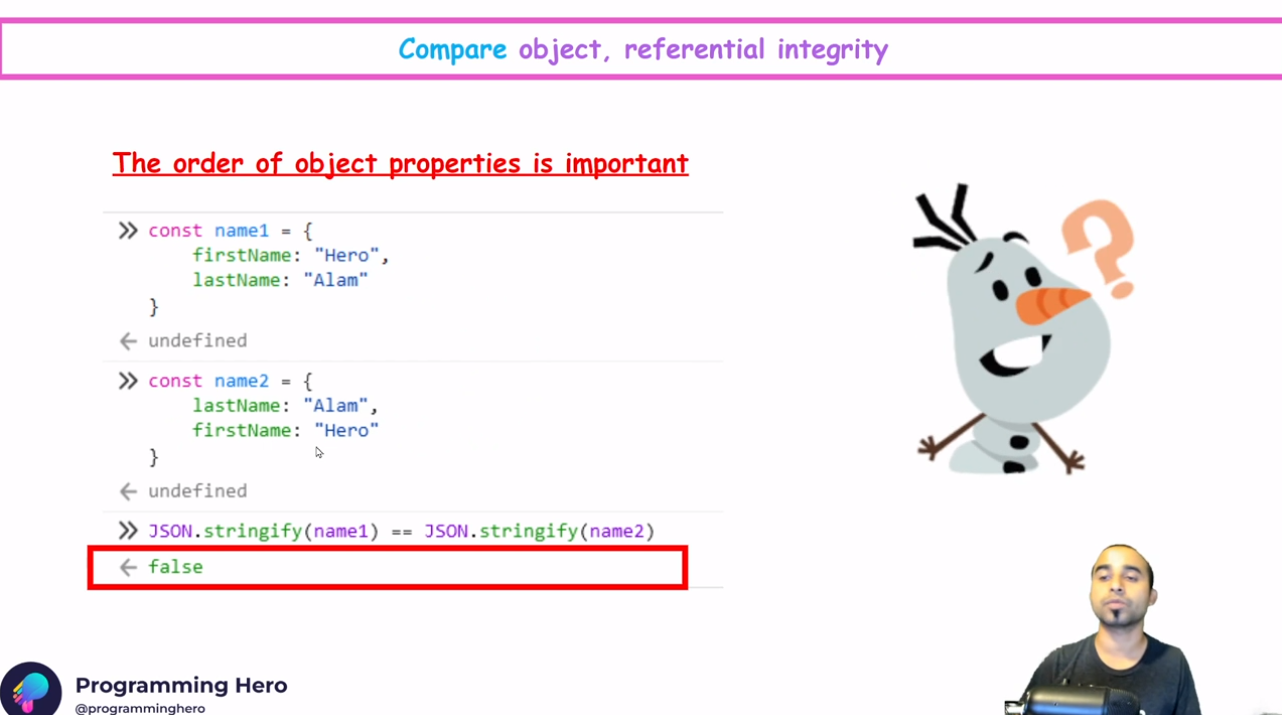 Compare object, referential integrity
The order of object properties is important
>> const name1 = {
firstName: "Hero",
lastName: "Alam"
}
← undefined
>> const name2 = {
lastName: "Alam",
firstName: "Hero"
}
← undefined
>> JSON.stringify(name1) == JSON.stringify(name2)
← false
?
Programming Hero
@programminghero